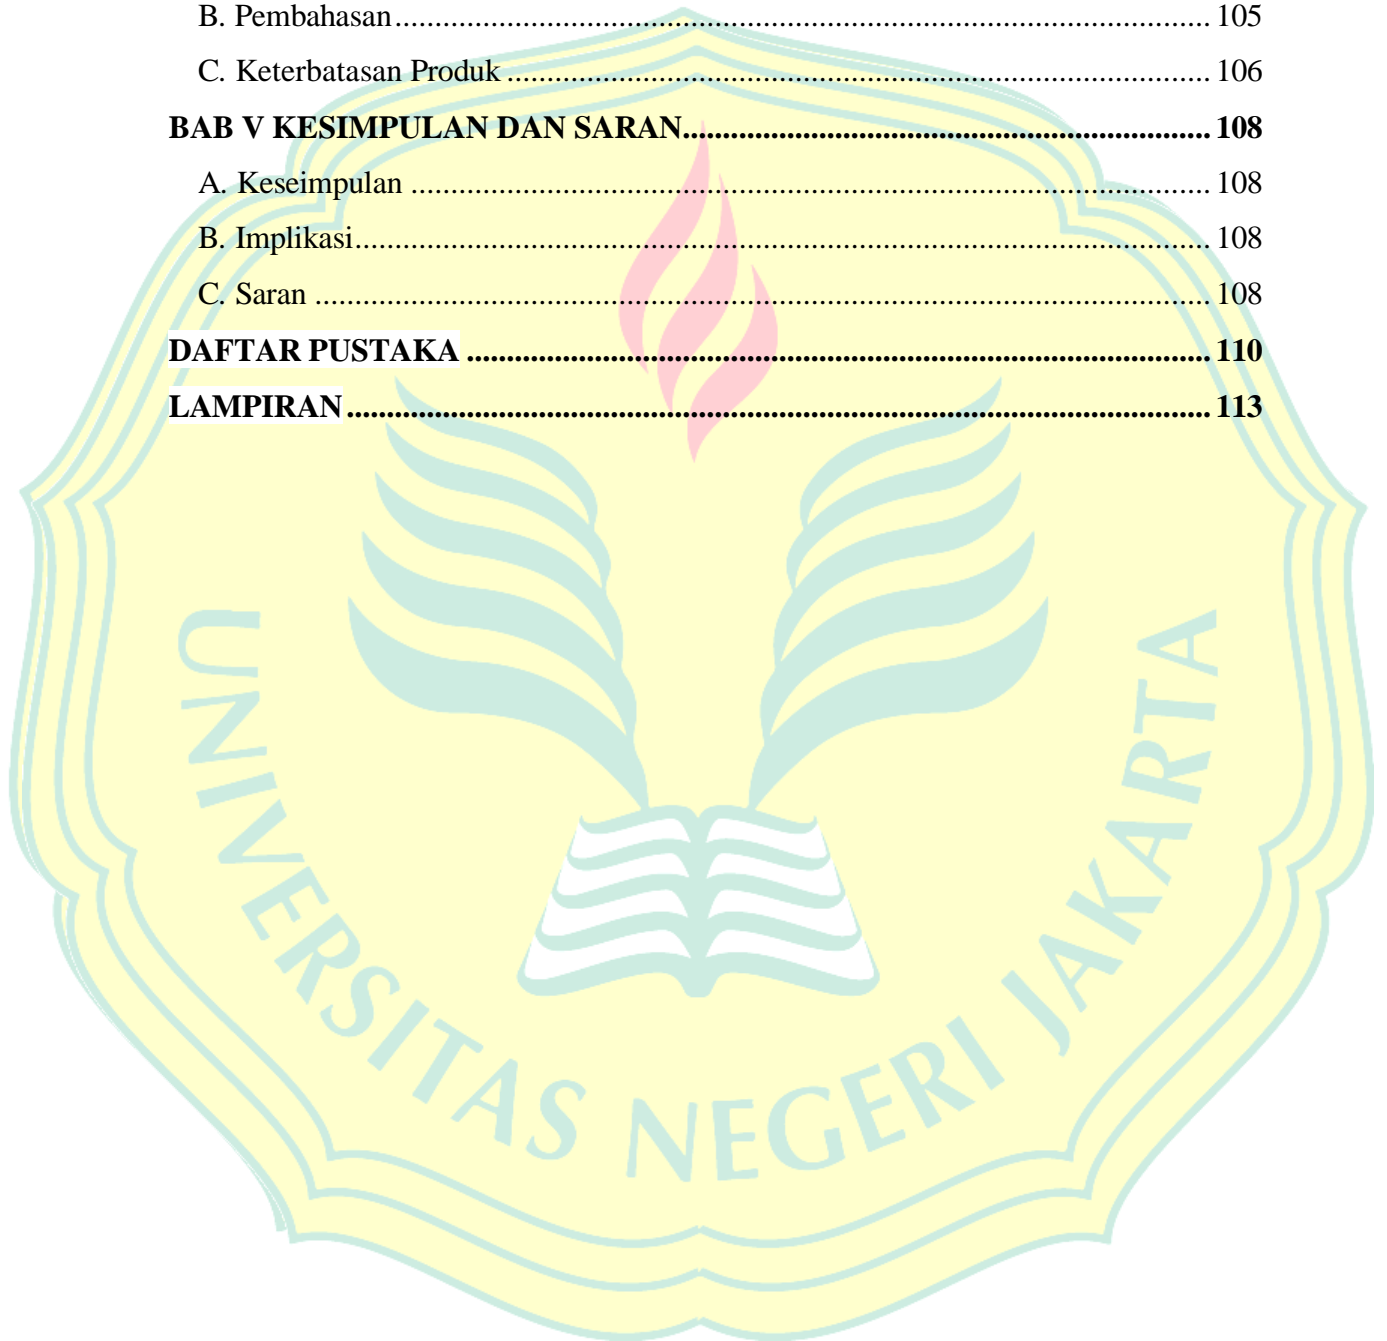 B. Pembahasan.......................................................................................................... 105
C. Keterbatasan Produk............................................................................................ 106
BAB V KESIMPULAN DAN SARAN.................................................................... 108
A. Keseimpulan ........................................................................................................ 108
B. Implikasi............................................................................................................... 108
C. Saran .................................................................................................................... 108
DAFTAR PUSTAKA ................................................................................................ 110
LAMPIRAN................................................................................................................ 113
UNIVERSITAS NEGERI JAKARTA